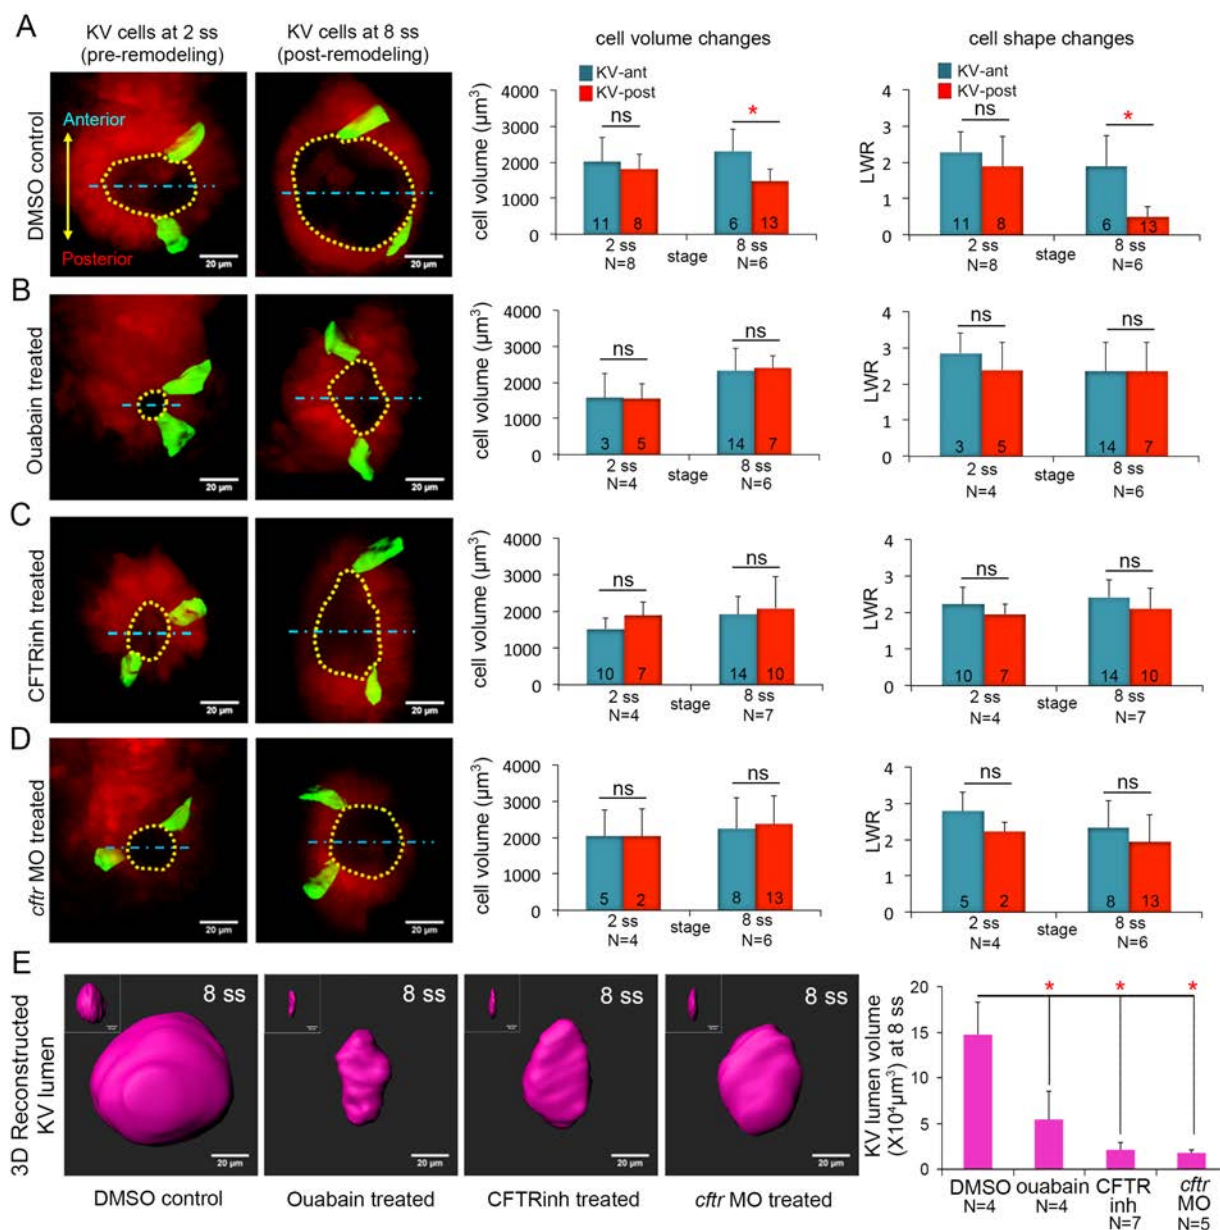 A
KV cells at 2 ss
(pre-remodeling)
KV cells at 8 ss
(post-remodeling)
cell volume changes
cell shape changes
DMSO control
Anterior
Posterior
20 µm
20 µm
cell volume (µm³)
4000
3000
2000
1000
0
KV-ant
KV-post
ns
*
11
8
6
13
2 ss
N=8
stage
8 ss
N=6
LWR
4
3
2
1
0
KV-ant
KV-post
ns
*
11
8
6
13
2 ss
N=8
stage
8 ss
N=6
B
Ouabain treated
20 µm
20 µm
cell volume (µm³)
4000
3000
2000
1000
0
ns
ns
3
5
14
7
2 ss
N=4
stage
8 ss
N=6
LWR
4
3
2
1
0
ns
ns
3
5
14
7
2 ss
N=4
stage
8 ss
N=6
C
CFTRinh treated
20 µm
20 µm
cell volume (µm³)
4000
3000
2000
1000
0
ns
ns
10
7
14
10
2 ss
N=4
stage
8 ss
N=7
LWR
4
3
2
1
0
ns
ns
10
7
14
10
2 ss
N=4
stage
8 ss
N=7
D
cftr MO treated
20 µm
20 µm
cell volume (µm³)
4000
3000
2000
1000
0
ns
ns
5
2
8
13
2 ss
N=4
stage
8 ss
N=6
LWR
4
3
2
1
0
ns
ns
5
2
8
13
2 ss
N=4
stage
8 ss
N=6
E
3D Reconstructed
KV lumen
8 ss
20 µm
DMSO control
8 ss
20 µm
Ouabain treated
8 ss
20 µm
CFTRinh treated
8 ss
20 µm
cftr MO treated
KV lumen volume
(X10⁴µm³) at 8 ss
20
15
10
5
0
*
*
*
DMSO
N=4
ouabain
N=4
CFTR
inh
N=7
cftr
MO
N=5